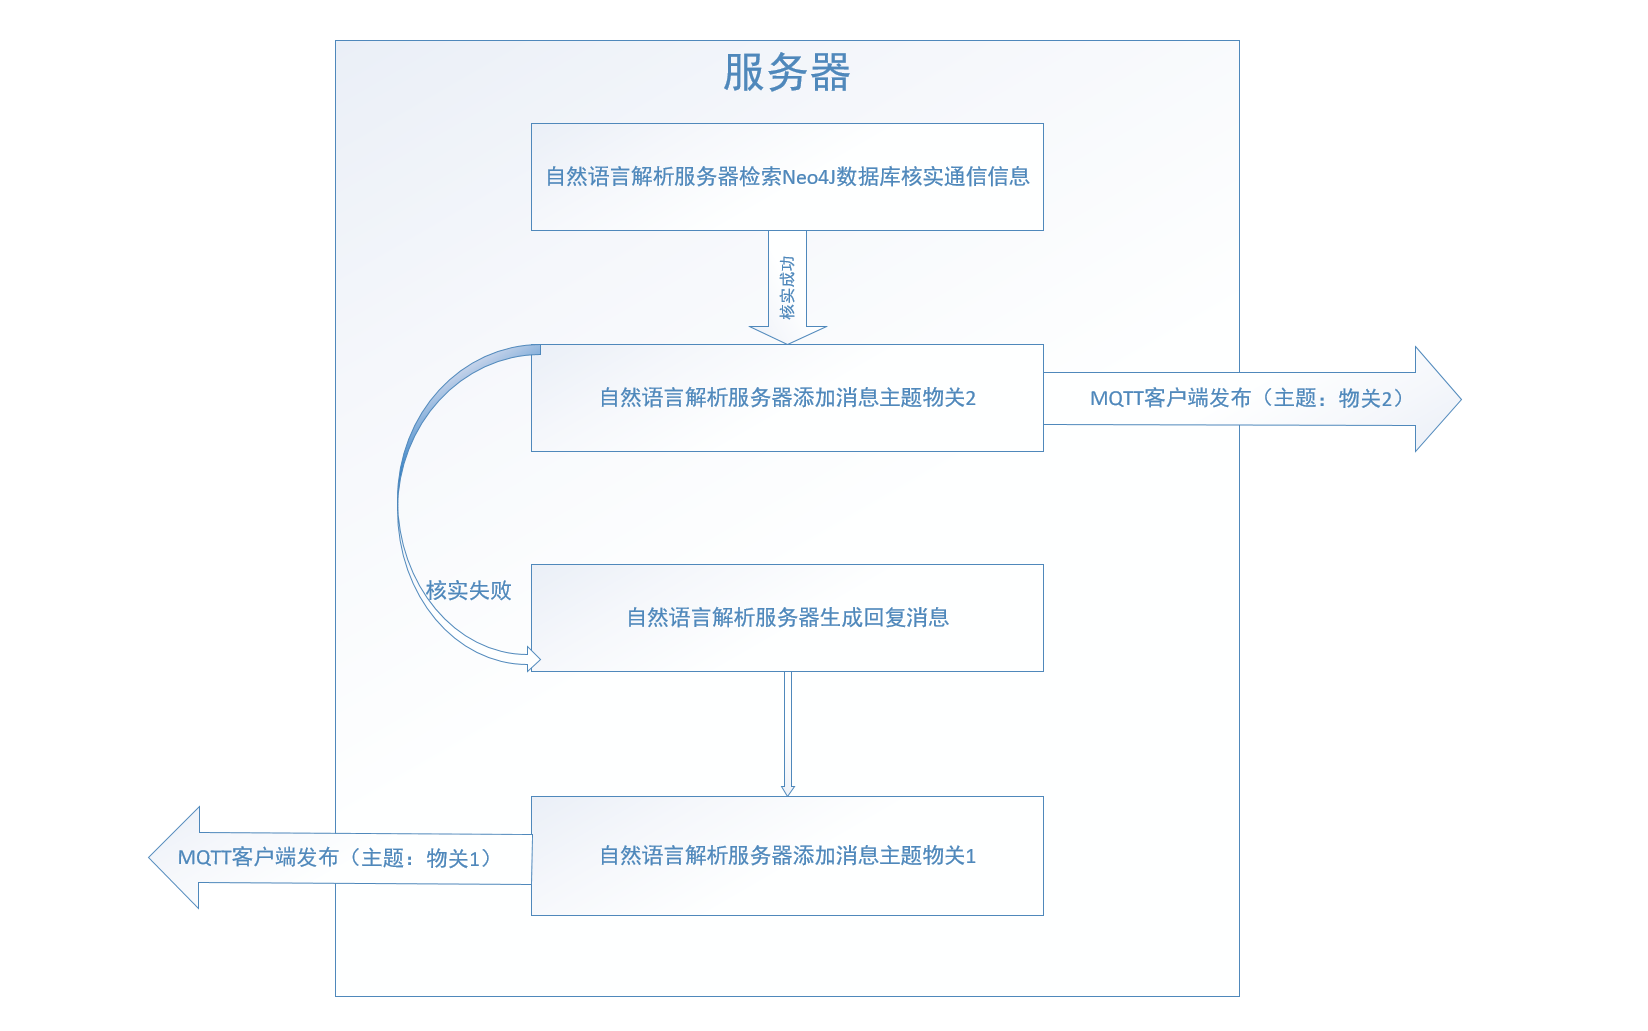 服务器
自然语言解析服务器检索Neo4J数据库核实通信信息
核实成功
自然语言解析服务器添加消息主题物关2
MQTT客户端发布（主题：物关2）
核实失败
自然语言解析服务器生成回复消息
MQTT客户端发布（主题：物关1）
自然语言解析服务器添加消息主题物关1